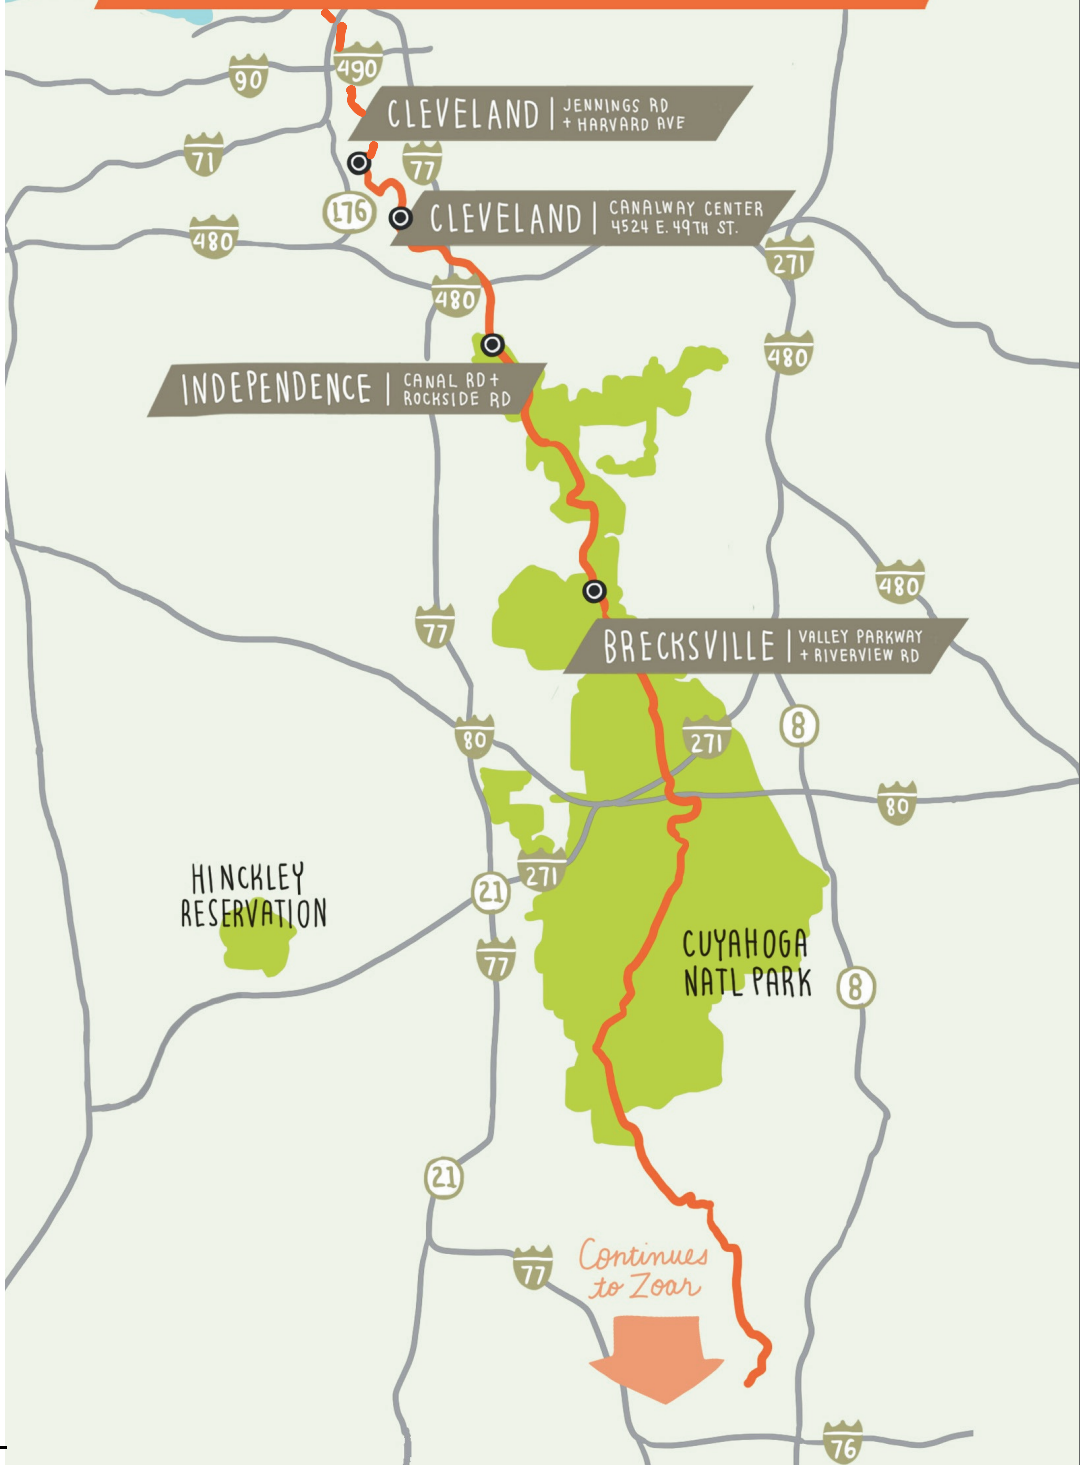 490
90
CLEVELAND | JENNINGS RD
+ HARVARD AVE
71
77
176
CLEVELAND | CANALWAY CENTER
4524 E. 49TH ST.
480
271
480
480
INDEPENDENCE | CANAL RD +
ROCKSIDE RD
480
77
BRECKSVILLE | VALLEY PARKWAY
+ RIVERVIEW RD
8
80
271
80
271
21
HINCKLEY
RESERVATION
77
CUYAHOGA
NATL PARK
8
21
Continues
to Zoar
77
76